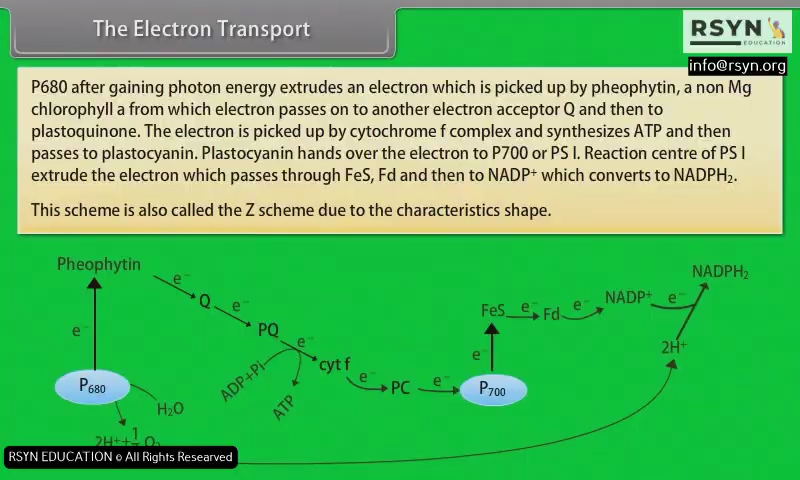 The Electron Transport
RSYN
EDUCATION
info@rsyn.org
P680 after gaining photon energy extrudes an electron which is picked up by pheophytin, a non Mg
chlorophyll a from which electron passes on to another electron acceptor Q and then to
plastoquinone. The electron is picked up by cytochrome f complex and synthesizes ATP and then
passes to plastocyanin. Plastocyanin hands over the electron to P700 or PS I. Reaction centre of PS I
extrude the electron which passes through FeS, Fd and then to NADP⁺ which converts to NADPH₂.
This scheme is also called the Z scheme due to the characteristics shape.
Pheophytin
e⁻
Q
e⁻
PQ
e⁻
cyt f
e⁻
PC
e⁻
P₇₀₀
e⁻
FeS
e⁻
Fd
e⁻
NADP⁺
e⁻
NADPH₂
2H⁺
e⁻
P₆₈₀
H₂O
ADP+Pi
ATP
2H⁺+1
O₂
RSYN EDUCATION © All Rights Researved